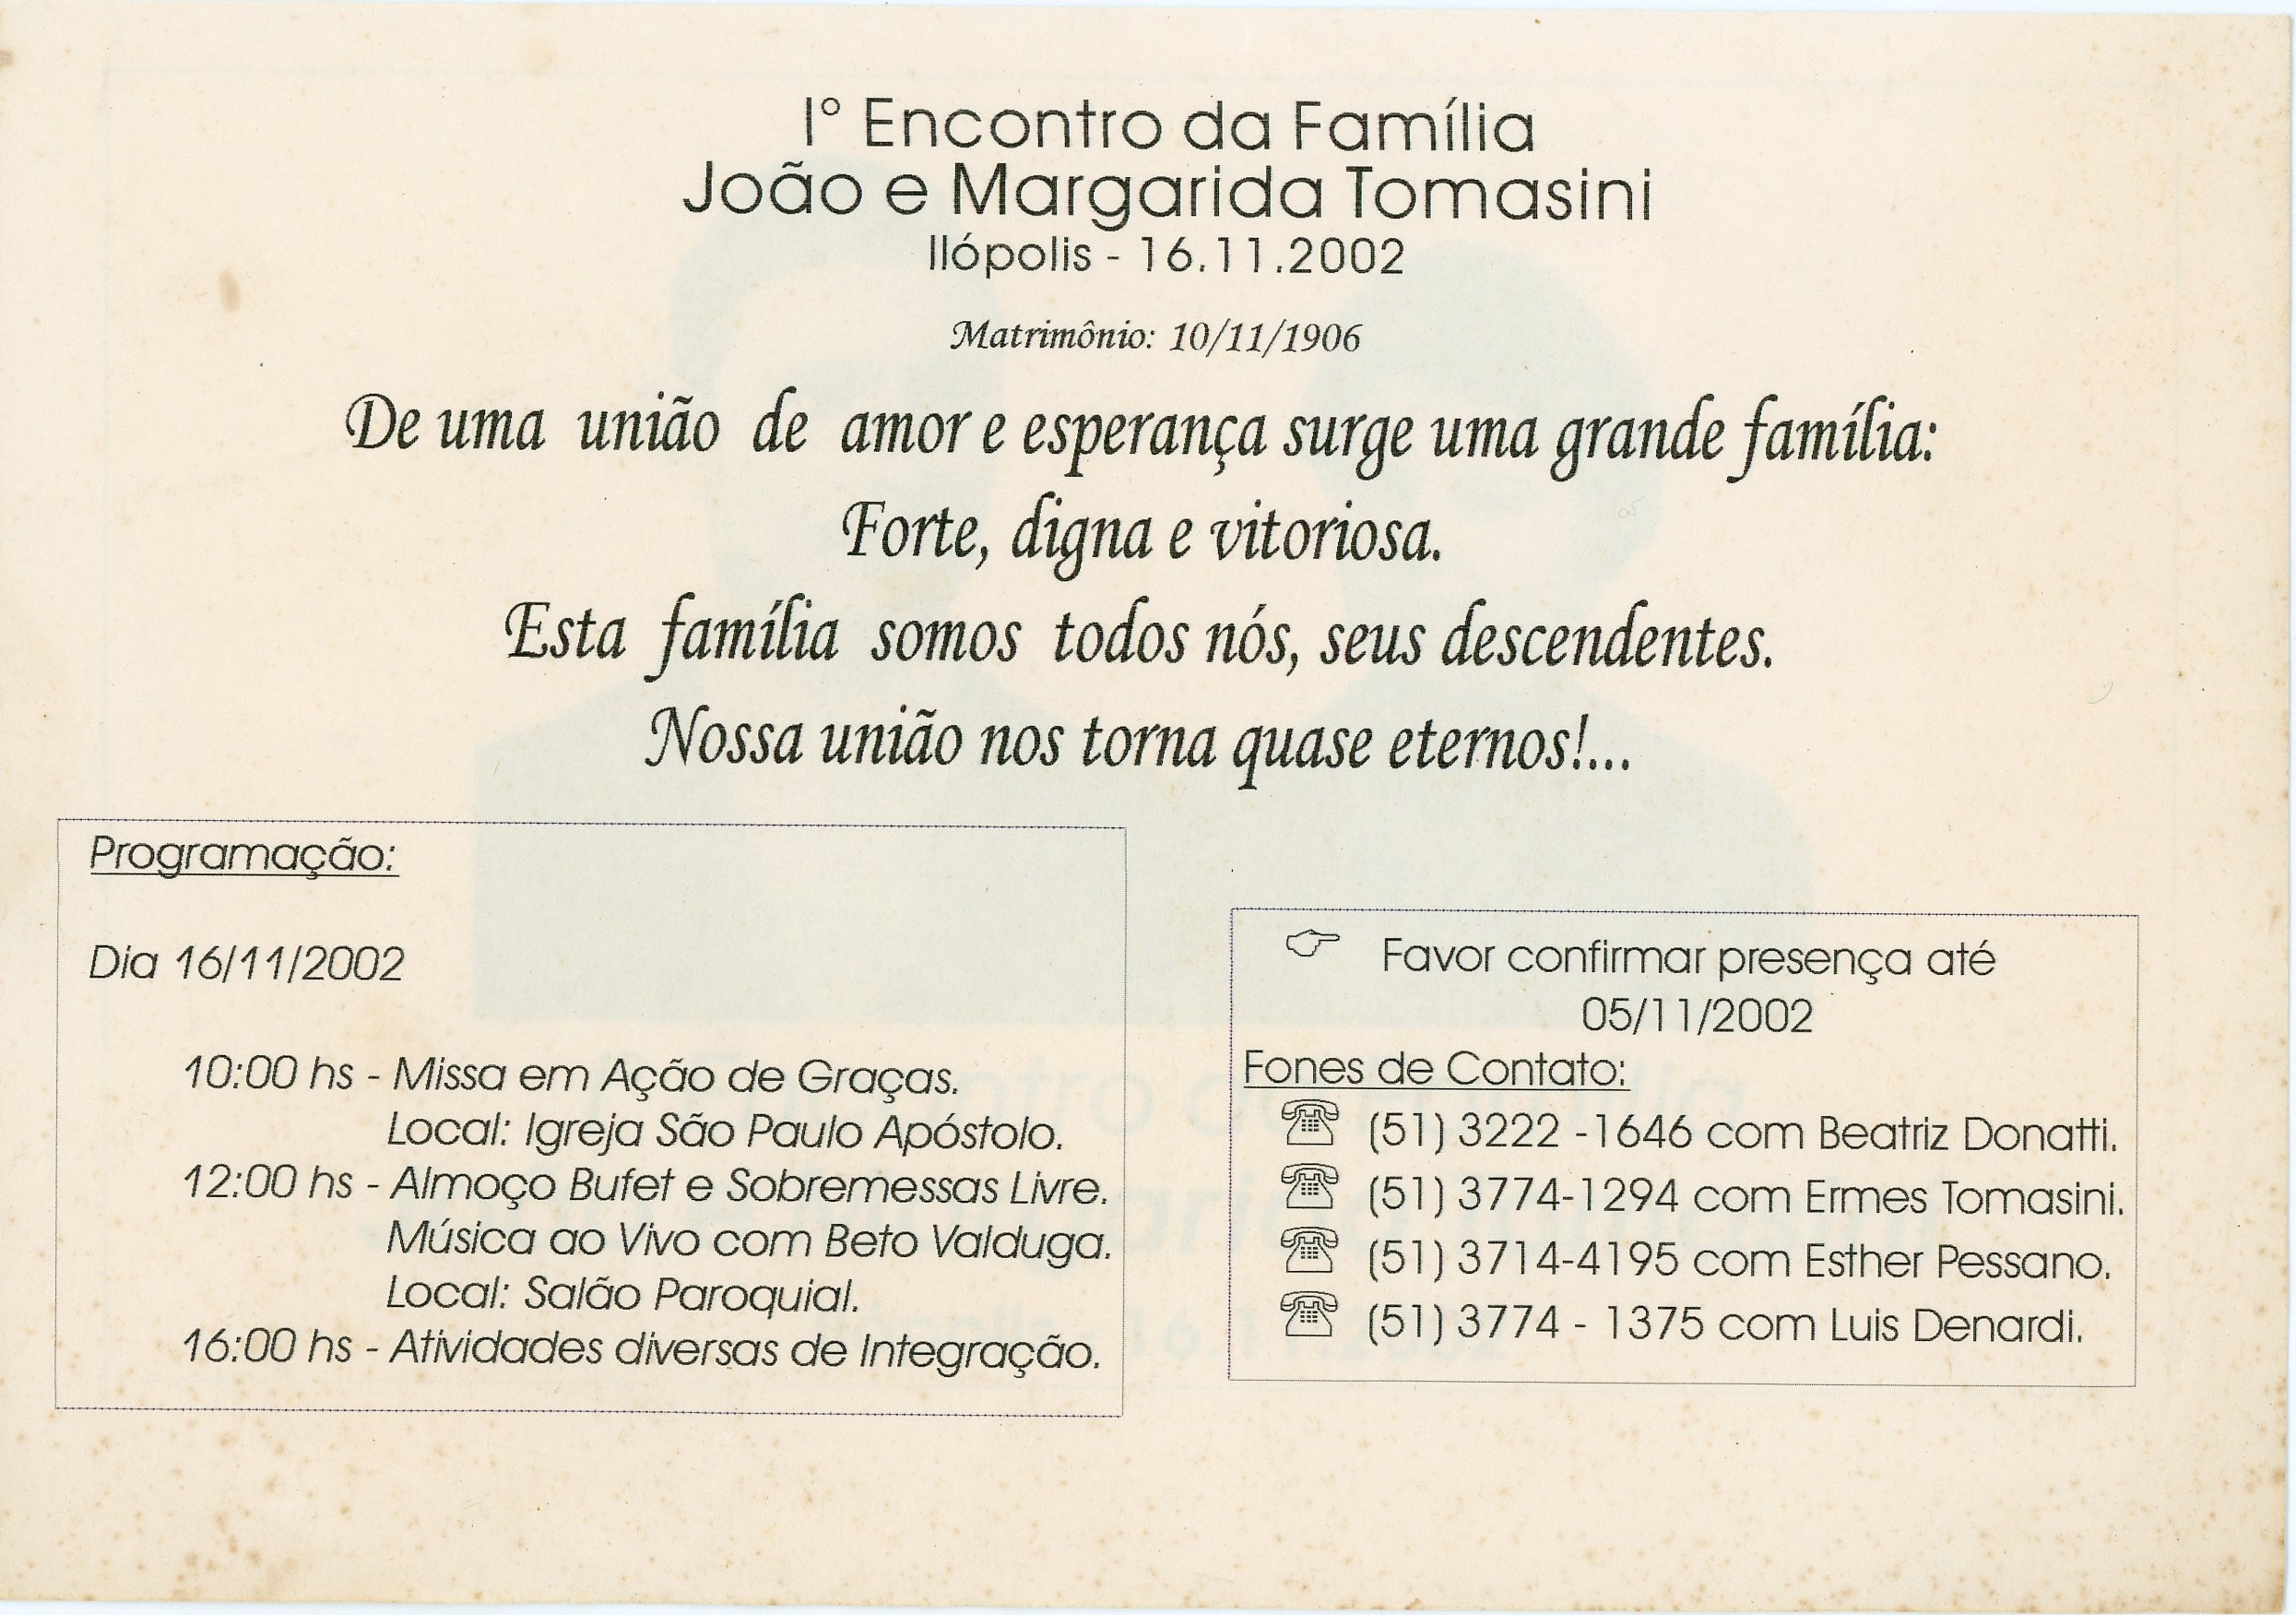 I° Encontro da Família
João e Margarida Tomasini
Ilópolis - 16.11.2002
Matrimônio: 10/11/1906
De uma união de amor e esperança surge uma grande família:
Forte, digna e vitoriosa.
Esta família somos todos nós, seus descendentes.
Nossa união nos torna quase eternos!...
Programação:
Dia 16/11/2002
10:00 hs - Missa em Ação de Graças.
Local: Igreja São Paulo Apóstolo.
12:00 hs - Almoço Bufet e Sobremessas Livre.
Música ao Vivo com Beto Valduga.
Local: Salão Paroquial.
16:00 hs - Atividades diversas de Integração.
Favor confirmar presença até
05/11/2002
Fones de Contato:
(51) 3222 -1646 com Beatriz Donatti.
(51) 3774-1294 com Ermes Tomasini.
(51) 3714-4195 com Esther Pessano.
(51) 3774 - 1375 com Luis Denardi.